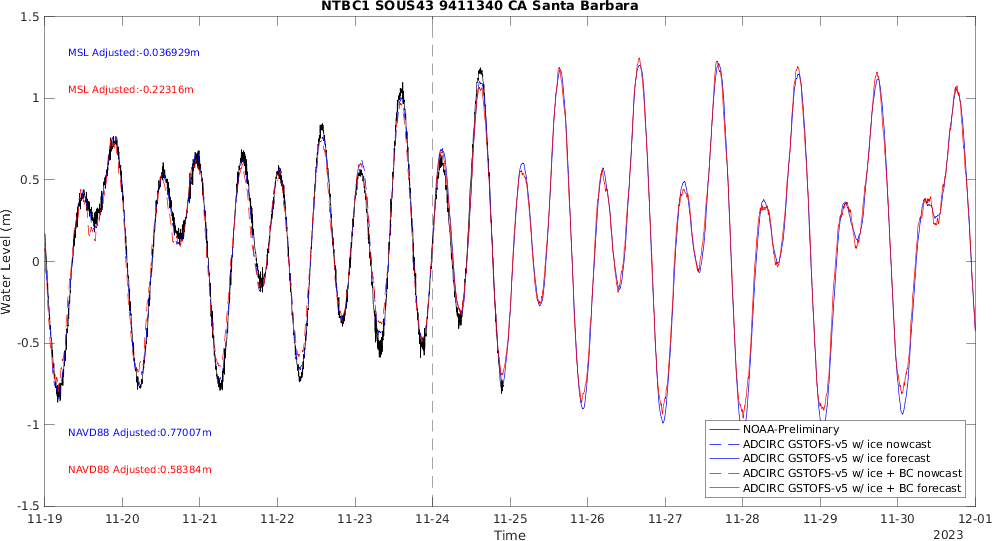 NTBC1 SOUS43 9411340 CA Santa Barbara
1.5
MSL Adjusted:-0.036929m
MSL Adjusted:-0.22316m
1
0.5
0
-0.5
-1
-1.5
Water Level (m)
NAVD88 Adjusted:0.77007m
NAVD88 Adjusted:0.58384m
NOAA-Preliminary
ADCIRC GSTOFS-v5 w/ ice nowcast
ADCIRC GSTOFS-v5 w/ ice forecast
ADCIRC GSTOFS-v5 w/ ice + BC nowcast
ADCIRC GSTOFS-v5 w/ ice + BC forecast
11-19 11-20 11-21 11-22 11-23 11-24 11-25 11-26 11-27 11-28 11-29 11-30 12-01
Time
2023